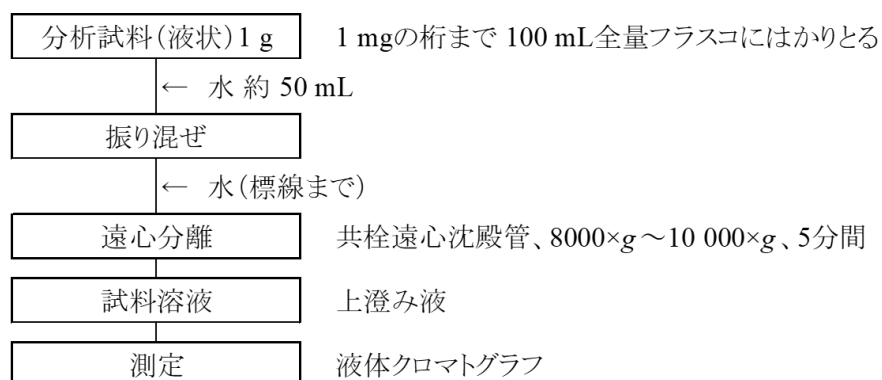 分析試料(液状)1 g 1 mgの桁まで 100 mL全量フラスコにはかりとる
← 水 約 50 mL
振り混ぜ
← 水(標線まで)
遠心分離 共栓遠心沈殿管、8000×g～10 000×g、5分間
試料溶液 上澄み液
測定 液体クロマトグラフ